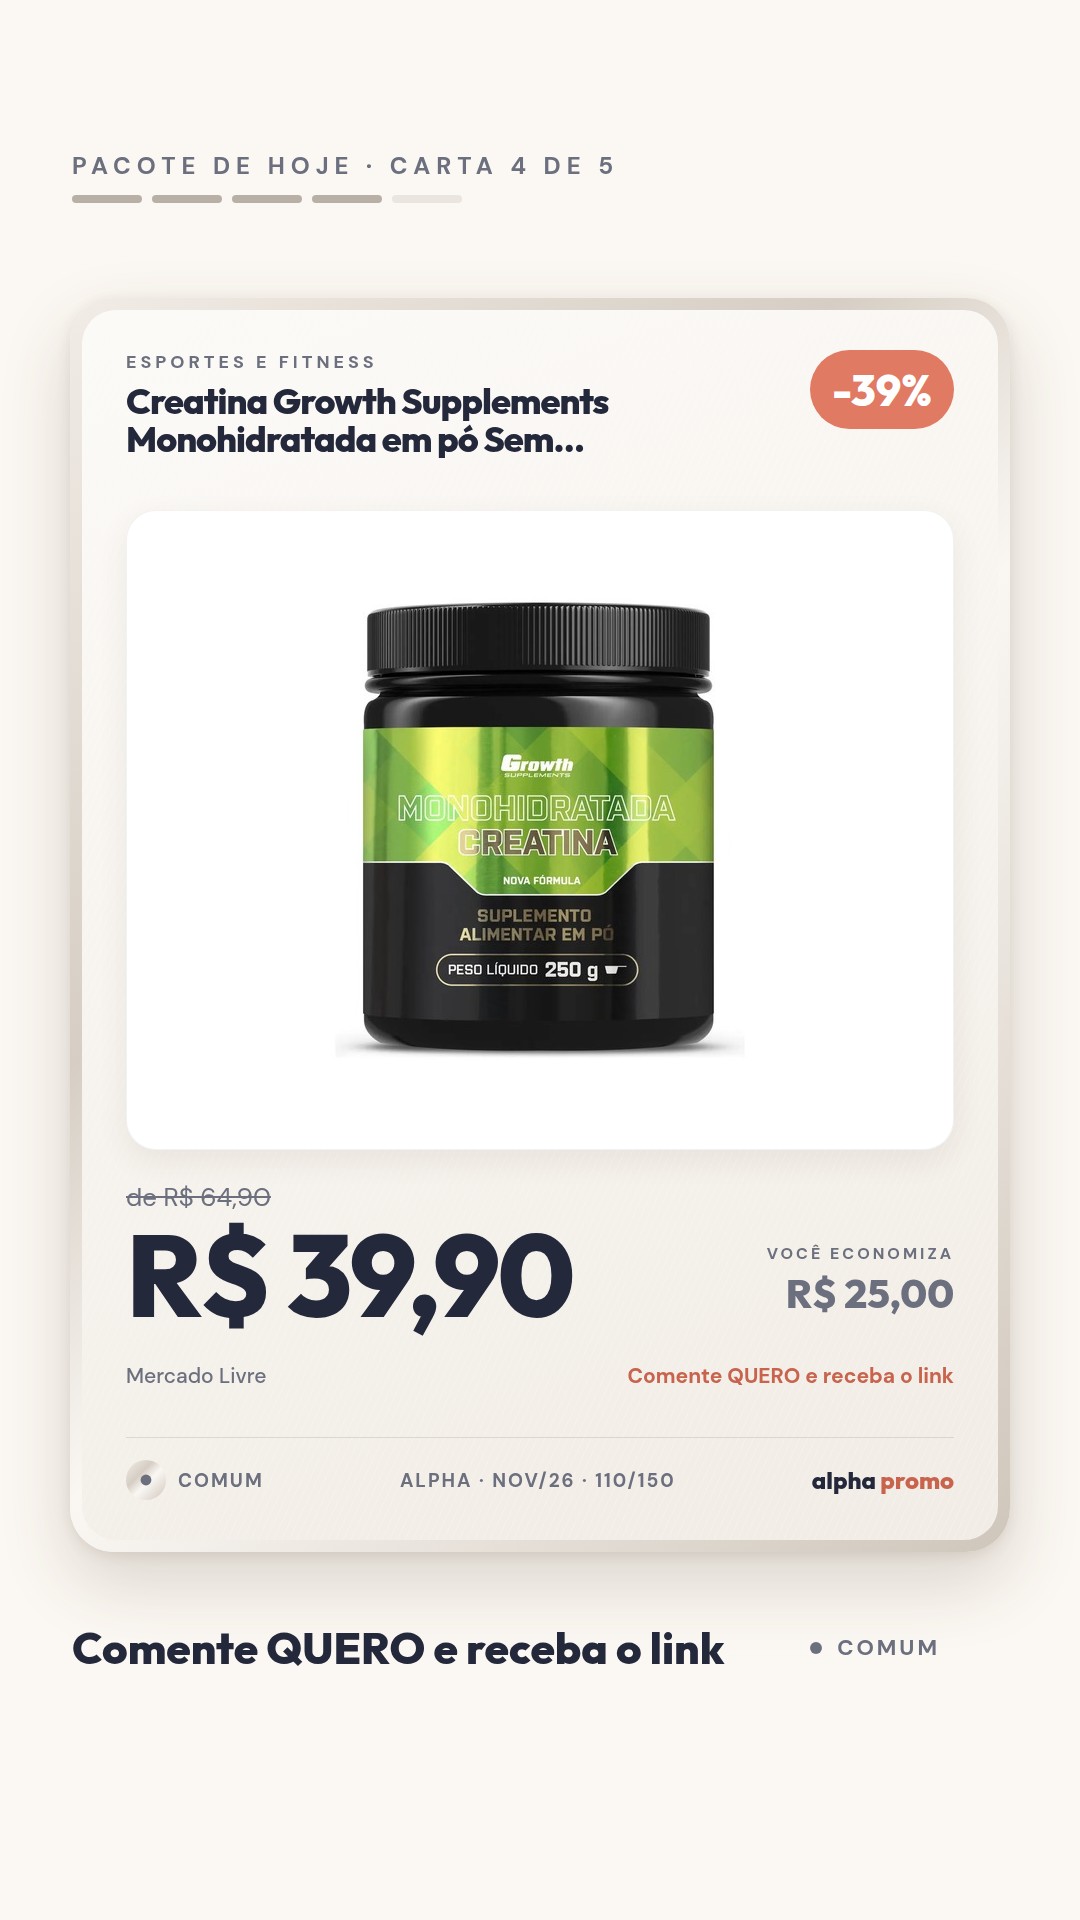 PACOTE DE HOJE · CARTA 4 DE 5
ESPORTES E FITNESS
Creatina Growth Supplements
Monohidratada em pó Sem...
-39%
Growth
SUPPLEMENTS
MONOHIDRATADA
CREATINA
NOVA FÓRMULA
SUPLEMENTO
ALIMENTAR EM PÓ
PESO LÍQUIDO 250 g
de R$ 64,90
R$ 39,90
VOCÊ ECONOMIZA
R$ 25,00
Mercado Livre
Comente QUERO e receba o link
COMUM
ALPHA · NOV/26 · 110/150
alpha promo
Comente QUERO e receba o link
COMUM